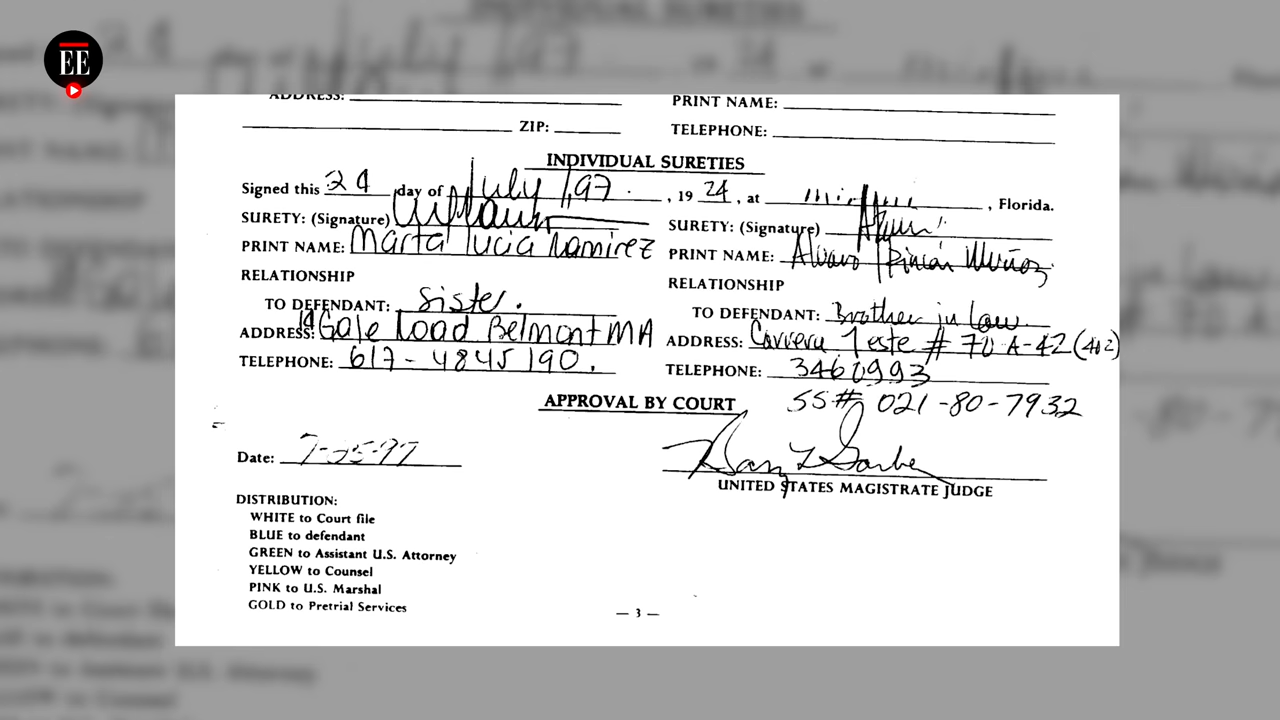 EE
ADDRESS:
PRINT NAME:
ZIP:
TELEPHONE:
INDIVIDUAL SURETIES
Signed this 24 day of July 1,97. , 19 24, at , Florida.
SURETY: (Signature)
SURETY: (Signature)
PRINT NAME: Marta Lucia Ramirez
PRINT NAME: Alvaro Rincón Muñoz
RELATIONSHIP
RELATIONSHIP
TO DEFENDANT: Sister.
TO DEFENDANT: Brother in Law
ADDRESS: 19 Gale Road Belmont MA
ADDRESS: Carrera 1 este # 70 A-42 (402)
TELEPHONE: 617-4845190.
TELEPHONE: 3460993
SS# 021-80-7932
APPROVAL BY COURT
Date: 7-25-97
UNITED STATES MAGISTRATE JUDGE
DISTRIBUTION:
WHITE to Court file
BLUE to defendant
GREEN to Assistant U.S. Attorney
YELLOW to Counsel
PINK to U.S. Marshal
GOLD to Pretrial Services
— 3 —